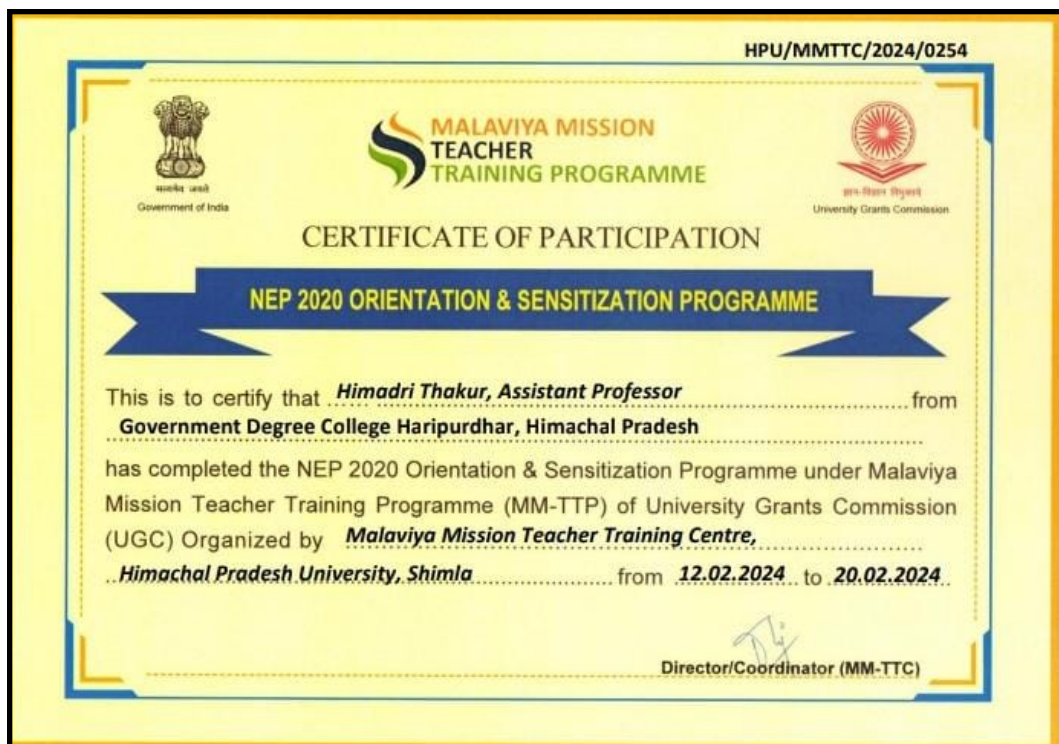 HPU/MMTTC/2024/0254
MALAVIYA MISSION
TEACHER
TRAINING PROGRAMME
सत्यमेव जयते
Government of India
ज्ञान-विज्ञान विमुक्तये
University Grants Commission
CERTIFICATE OF PARTICIPATION
NEP 2020 ORIENTATION & SENSITIZATION PROGRAMME
This is to certify that Himadri Thakur, Assistant Professor from
Government Degree College Haripurdhar, Himachal Pradesh
has completed the NEP 2020 Orientation & Sensitization Programme under Malaviya
Mission Teacher Training Programme (MM-TTP) of University Grants Commission
(UGC) Organized by Malaviya Mission Teacher Training Centre,
Himachal Pradesh University, Shimla from 12.02.2024 to 20.02.2024
Director/Coordinator (MM-TTC)